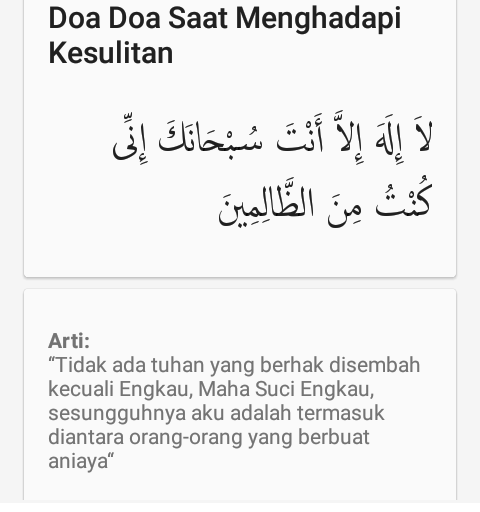 Doa Doa Saat Menghadapi
Kesulitan
لاَ إِلَهَ إِلاَّ أَنْتَ سُبْحَانَكَ إِنِّى
كُنْتُ مِنَ الظَّالِمِينَ
Arti:
“Tidak ada tuhan yang berhak disembah
kecuali Engkau, Maha Suci Engkau,
sesungguhnya aku adalah termasuk
diantara orang-orang yang berbuat
aniaya“